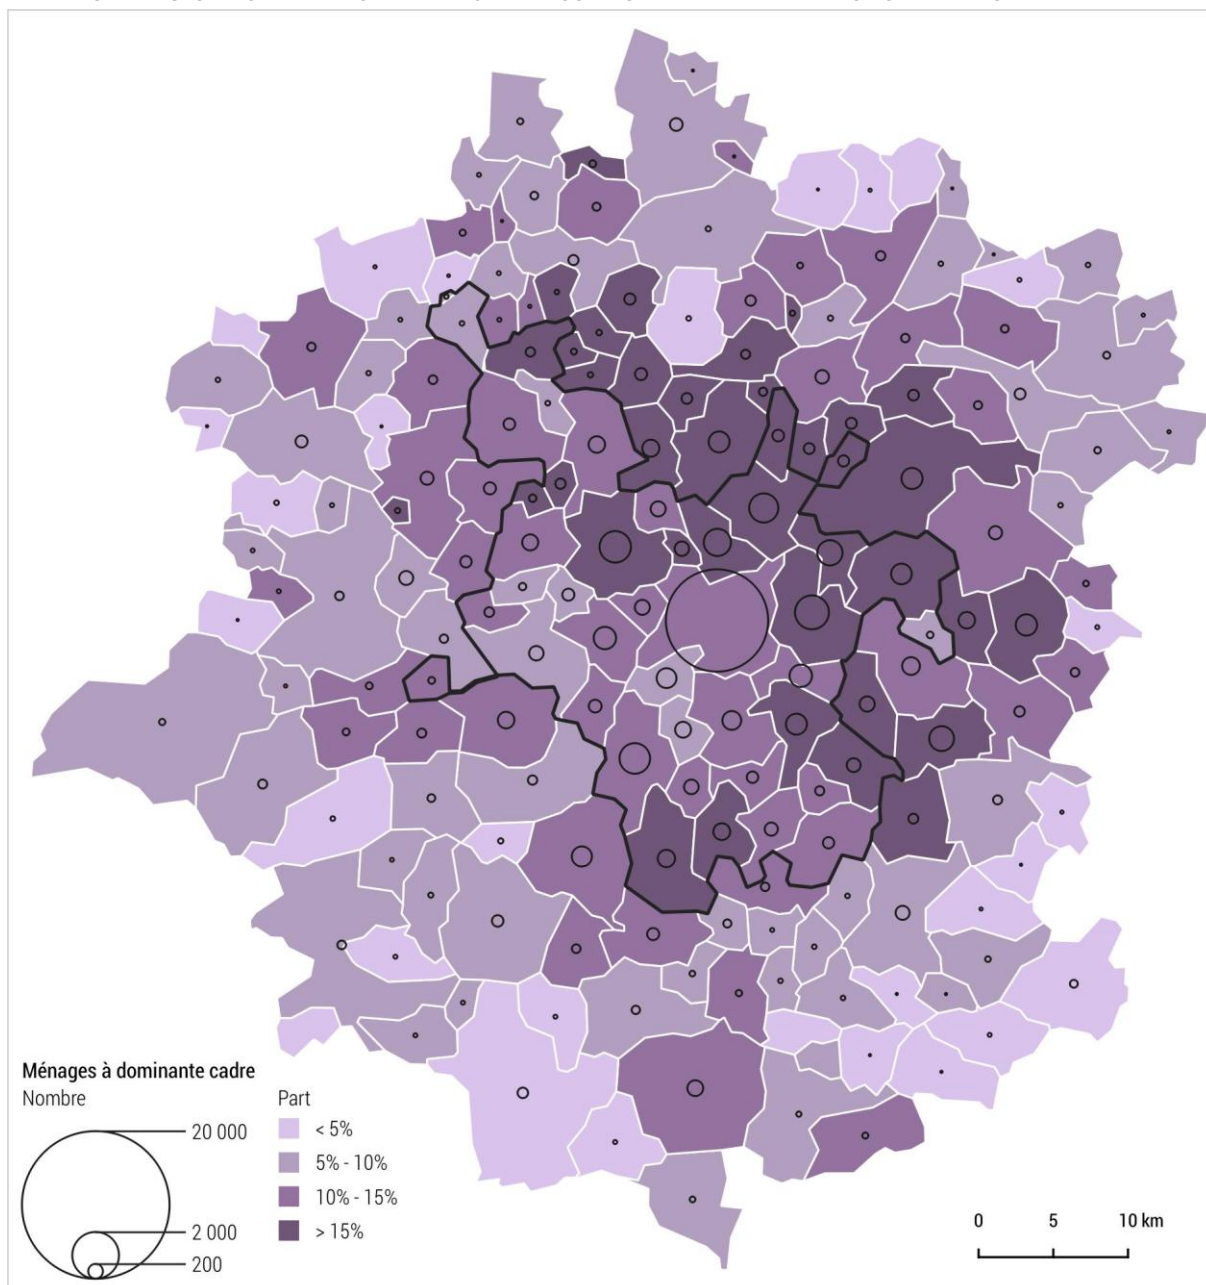 Ménages à dominante cadre
Nombre
Part
20 000
2 000
200
< 5%
5% - 10%
10% - 15%
> 15%
0 5 10 km